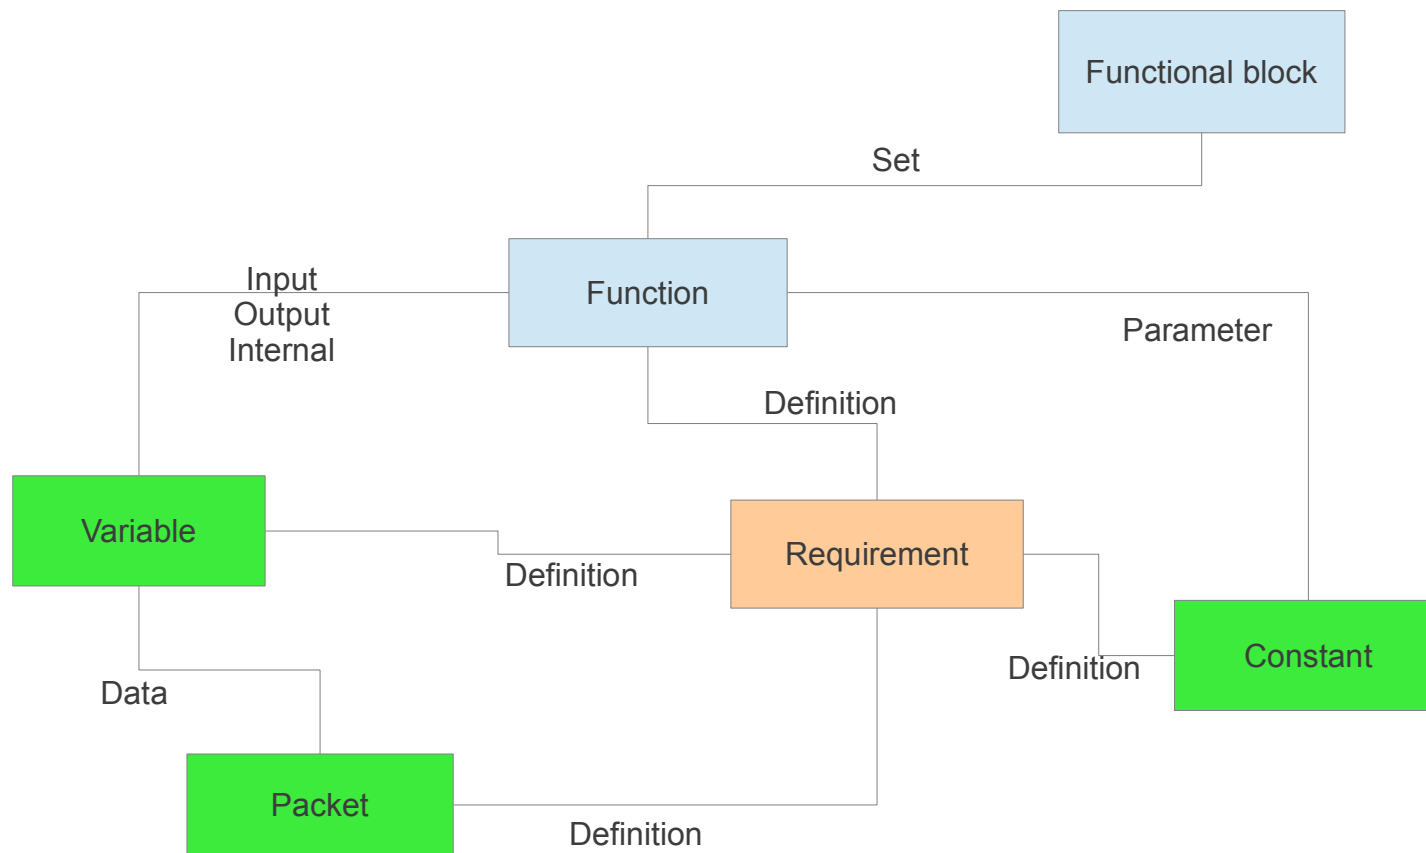 Functional block
Set
Input
Output
Internal
Function
Parameter
Definition
Variable
Definition
Requirement
Definition
Constant
Data
Packet
Definition